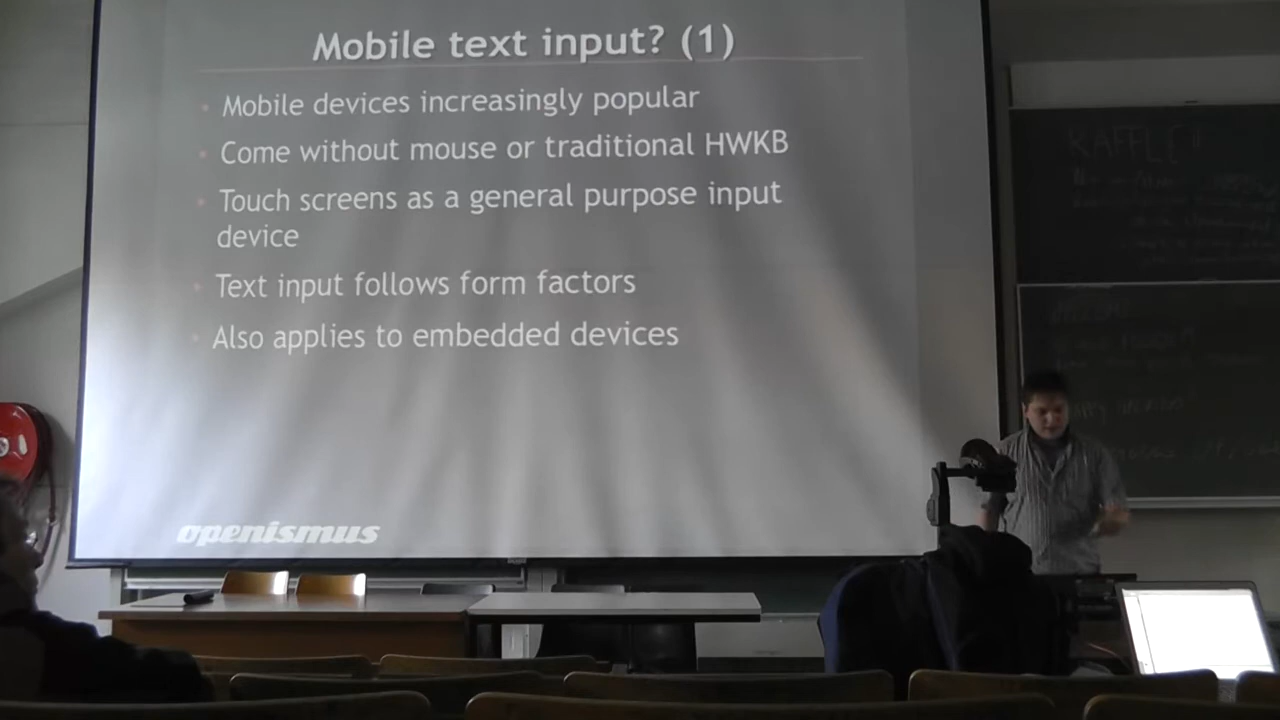 Mobile text input? (1)
Mobile devices increasingly popular
Come without mouse or traditional HWKB
Touch screens as a general purpose input
device
Text input follows form factors
Also applies to embedded devices
openismus
RAFFLE